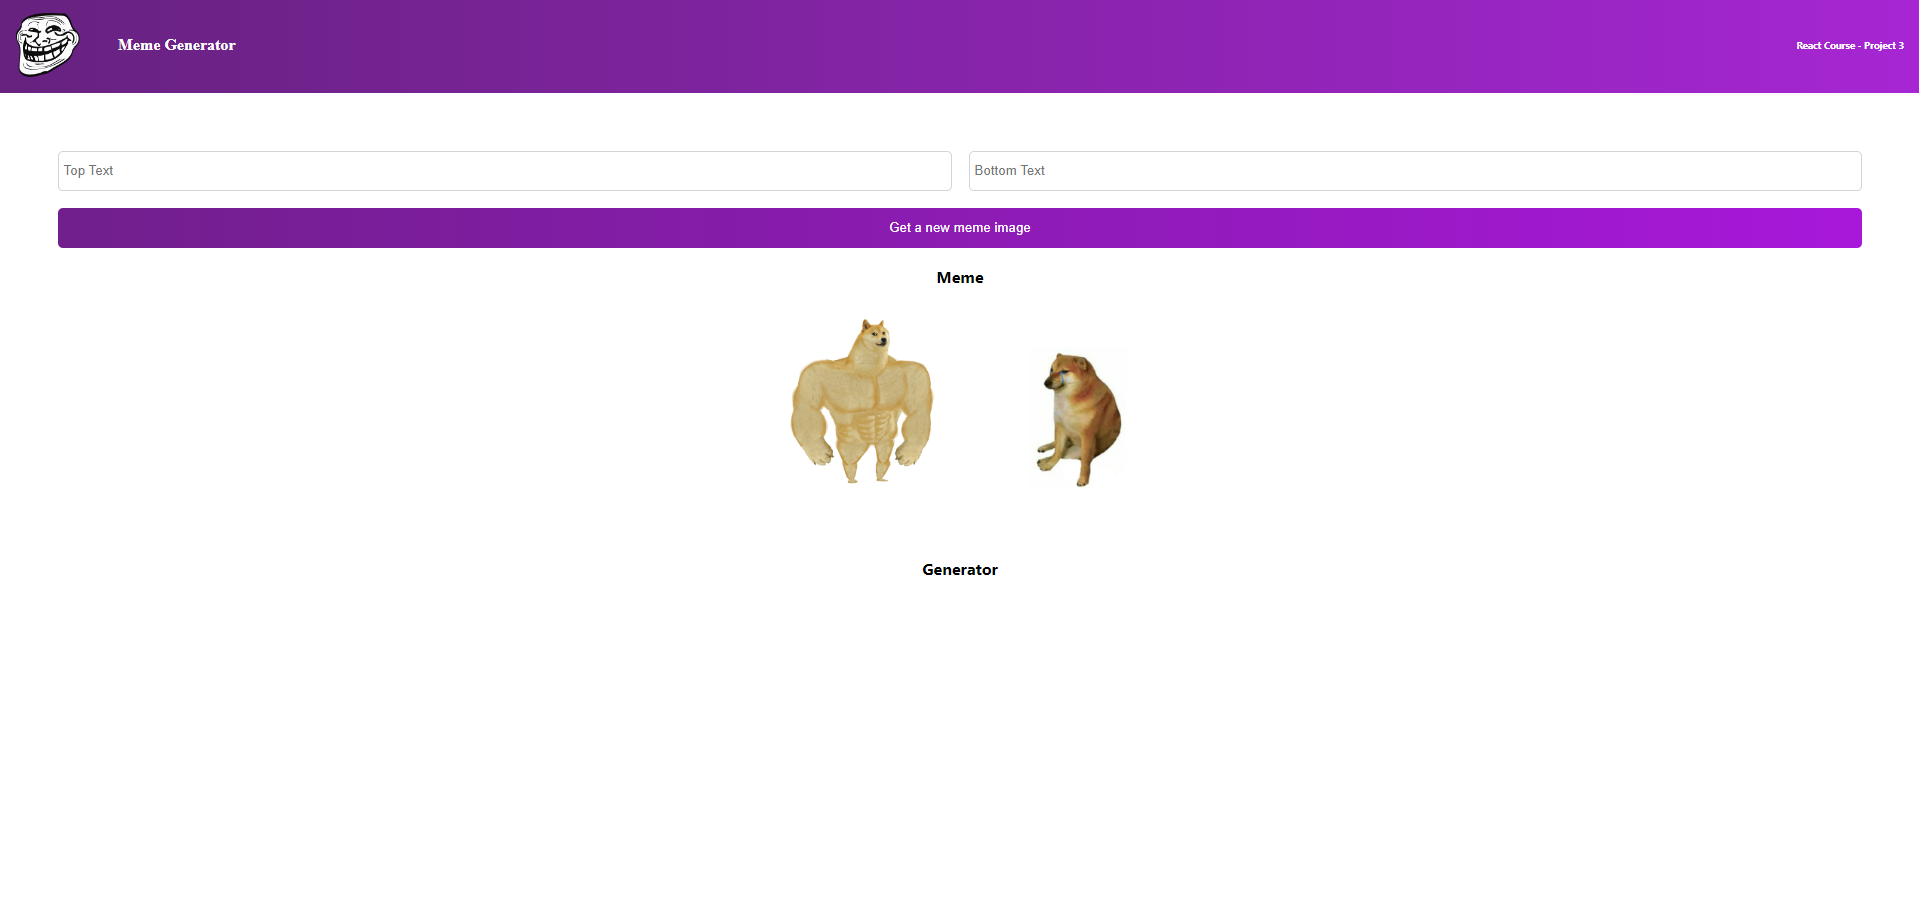 Meme Generator
React Course - Project 3
Top Text
Bottom Text
Get a new meme image
Meme
Generator